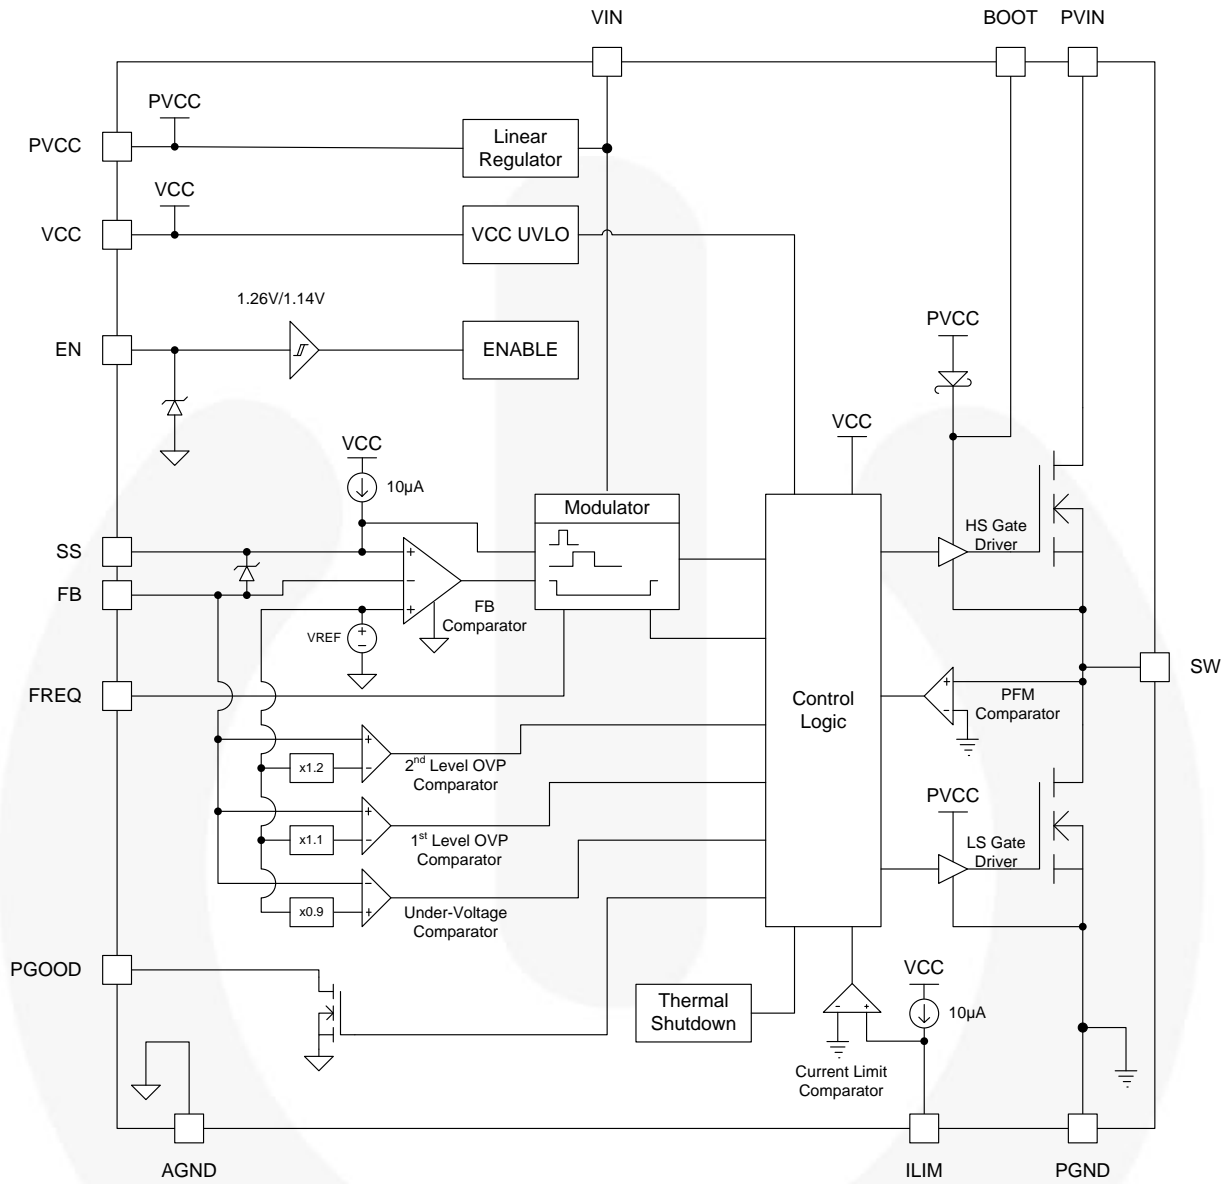 VIN
BOOT
PVIN
PVCC
PVCC
Linear
Regulator
VCC
VCC
VCC UVLO
1.26V/1.14V
EN
ENABLE
PVCC
VCC
10µA
VCC
Modulator
SS
FB
+
−
+
FB
Comparator
VREF
+
−
HS Gate
Driver
FREQ
SW
Control
Logic
+
-
PFM
Comparator
x1.2
+
−
2nd Level OVP
Comparator
x1.1
+
−
1st Level OVP
Comparator
PVCC
LS Gate
Driver
x0.9
−
+
Under-Voltage
Comparator
PGOOD
VCC
10µA
Thermal
Shutdown
-
+
Current Limit
Comparator
AGND
ILIM
PGND